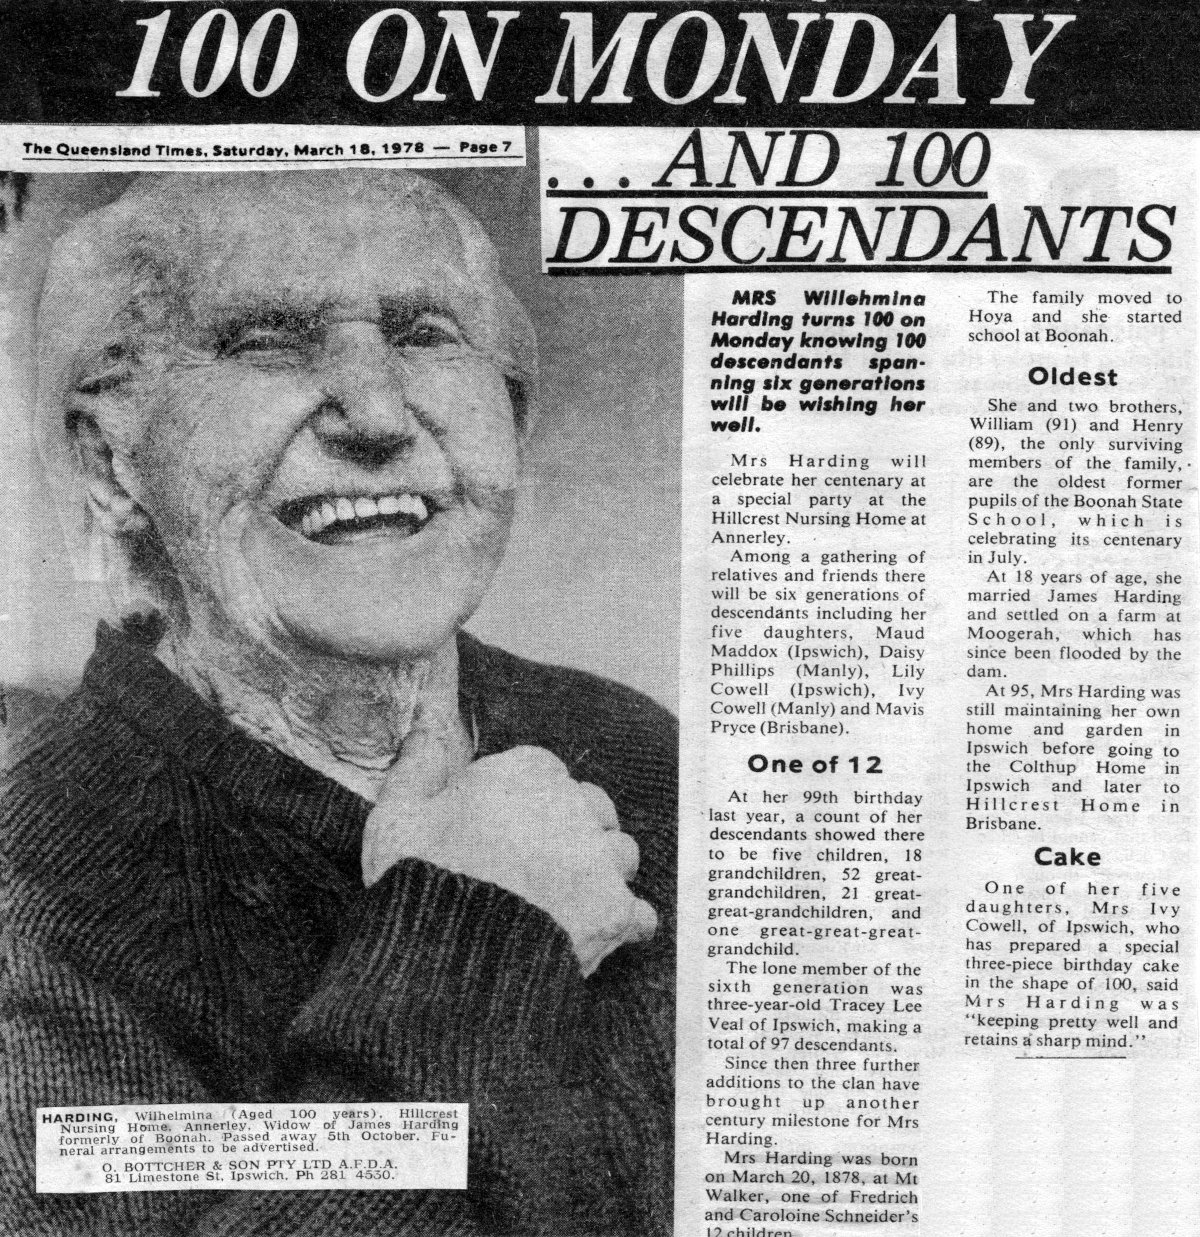 100 ON MONDAY
The Queensland Times, Saturday, March 18, 1978 — Page 7
...AND 100
DESCENDANTS
MRS Willehmina
Harding turns 100 on
Monday knowing 100
descendants span-
ning six generations
will be wishing her
well.
Mrs Harding will
celebrate her centenary at
a special party at the
Hillcrest Nursing Home at
Annerley.
Among a gathering of
relatives and friends there
will be six generations of
descendants including her
five daughters, Maud
Maddox (Ipswich), Daisy
Phillips (Manly), Lily
Cowell (Ipswich), Ivy
Cowell (Manly) and Mavis
Pryce (Brisbane).
One of 12
At her 99th birthday
last year, a count of her
descendants showed there
to be five children, 18
grandchildren, 52 great-
grandchildren, 21 great-
great-grandchildren, and
one great-great-great-
grandchild.
The lone member of the
sixth generation was
three-year-old Tracey Lee
Veal of Ipswich, making a
total of 97 descendants.
Since then three further
additions to the clan have
brought up another
century milestone for Mrs
Harding.
Mrs Harding was born
on March 20, 1878, at Mt
Walker, one of Fredrich
and Caroloine Schneider's
12 children.
The family moved to
Hoya and she started
school at Boonah.
Oldest
She and two brothers,
William (91) and Henry
(89), the only surviving
members of the family,
are the oldest former
pupils of the Boonah State
School, which is
celebrating its centenary
in July.
At 18 years of age, she
married James Harding
and settled on a farm at
Moogerah, which has
since been flooded by the
dam.
At 95, Mrs Harding was
still maintaining her own
home and garden in
Ipswich before going to
the Colthup Home in
Ipswich and later to
Hillcrest Home in
Brisbane.
Cake
One of her five
daughters, Mrs Ivy
Cowell, of Ipswich, who
has prepared a special
three-piece birthday cake
in the shape of 100, said
Mrs Harding was
"keeping pretty well and
retains a sharp mind."
HARDING, Wilhelmina (Aged 100 years). Hillcrest
Nursing Home, Annerley. Widow of James Harding
formerly of Boonah. Passed away 5th October. Fu-
neral arrangements to be advertised.
O. BOTTCHER & SON PTY LTD A.F.D.A.
81 Limestone St, Ipswich. Ph 281 4530.